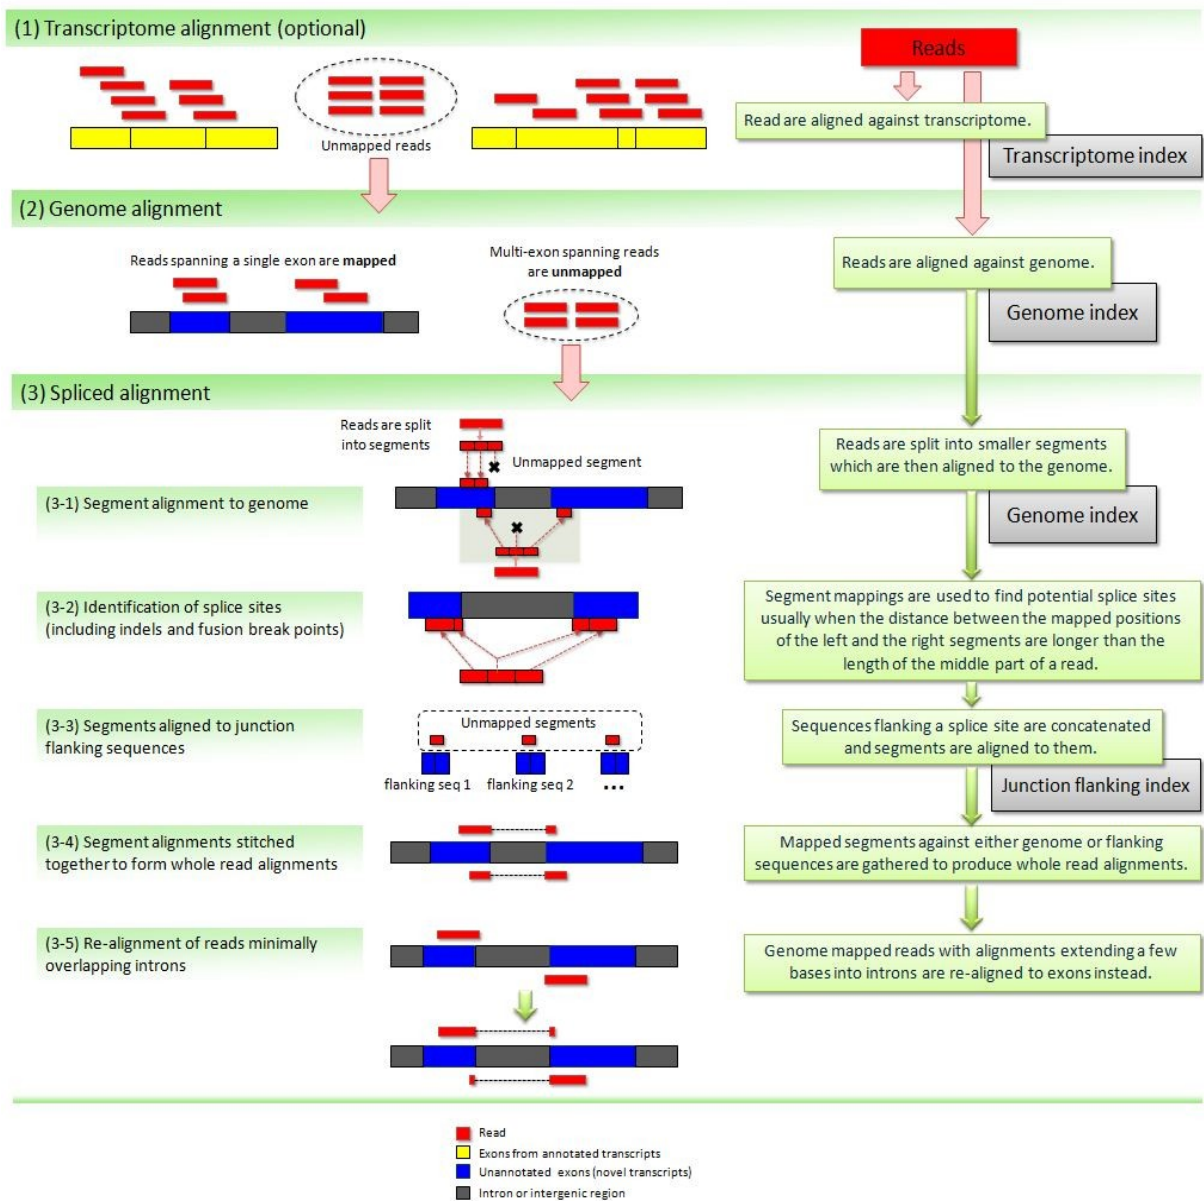 (1) Transcriptome alignment (optional)
Reads
Unmapped reads
Read are aligned against transcriptome.
Transcriptome index
(2) Genome alignment
Reads spanning a single exon are mapped
Multi-exon spanning reads
are unmapped
Reads are aligned against genome.
Genome index
(3) Spliced alignment
Reads are split
into segments
Unmapped segment
Reads are split into smaller segments
which are then aligned to the genome.
Genome index
(3-1) Segment alignment to genome
(3-2) Identification of splice sites
(including indels and fusion break points)
Segment mappings are used to find potential splice sites
usually when the distance between the mapped positions
of the left and the right segments are longer than the
length of the middle part of a read.
(3-3) Segments aligned to junction
flanking sequences
Unmapped segments
flanking seq 1
flanking seq 2
...
Sequences flanking a splice site are concatenated
and segments are aligned to them.
Junction flanking index
(3-4) Segment alignments stitched
together to form whole read alignments
Mapped segments against either genome or flanking
sequences are gathered to produce whole read alignments.
(3-5) Re-alignment of reads minimally
overlapping introns
Genome mapped reads with alignments extending a few
bases into introns are re-aligned to exons instead.
Read
Exons from annotated transcripts
Unannotated exons (novel transcripts)
Intron or intergenic region